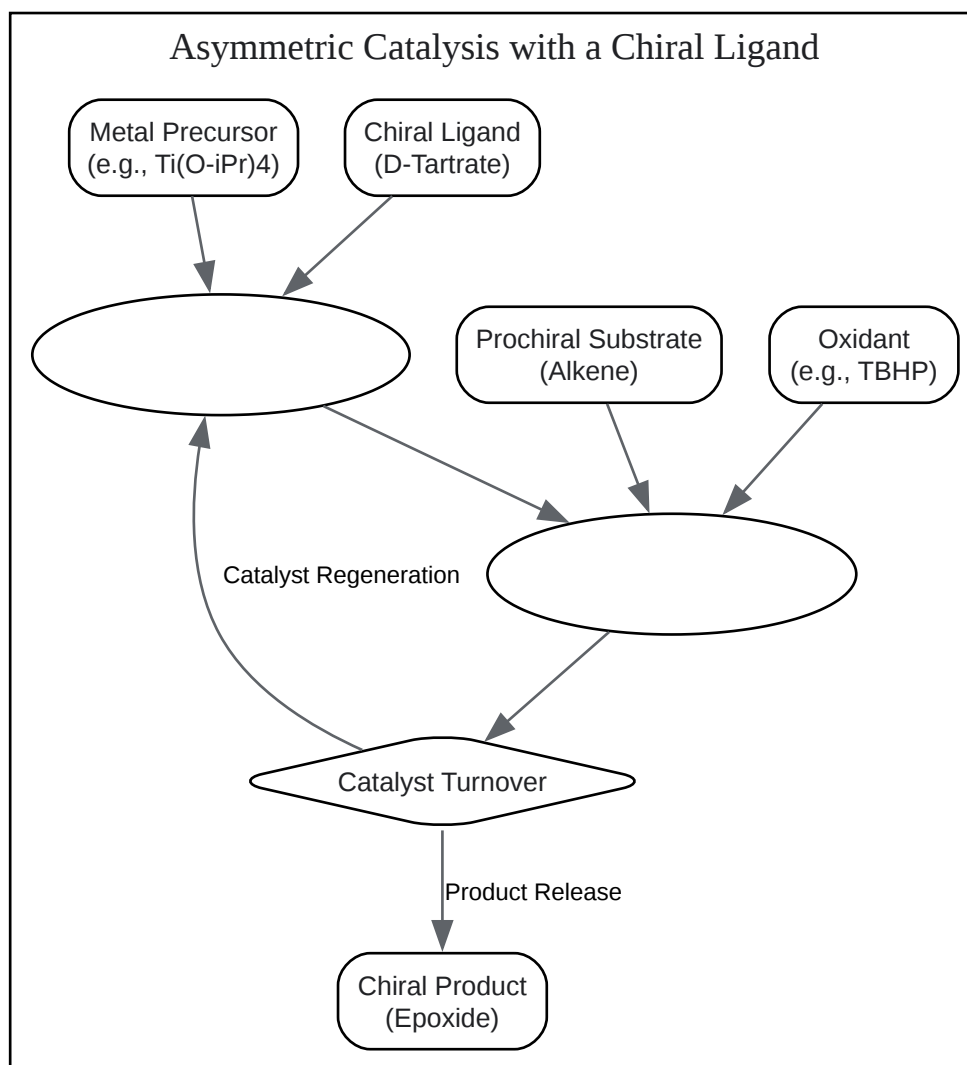 Asymmetric Catalysis with a Chiral Ligand
Metal Precursor
(e.g., Ti(O-iPr)4)
Chiral Ligand
(D-Tartrate)
Prochiral Substrate
(Alkene)
Oxidant
(e.g., TBHP)
Catalyst Regeneration
Catalyst Turnover
Product Release
Chiral Product
(Epoxide)